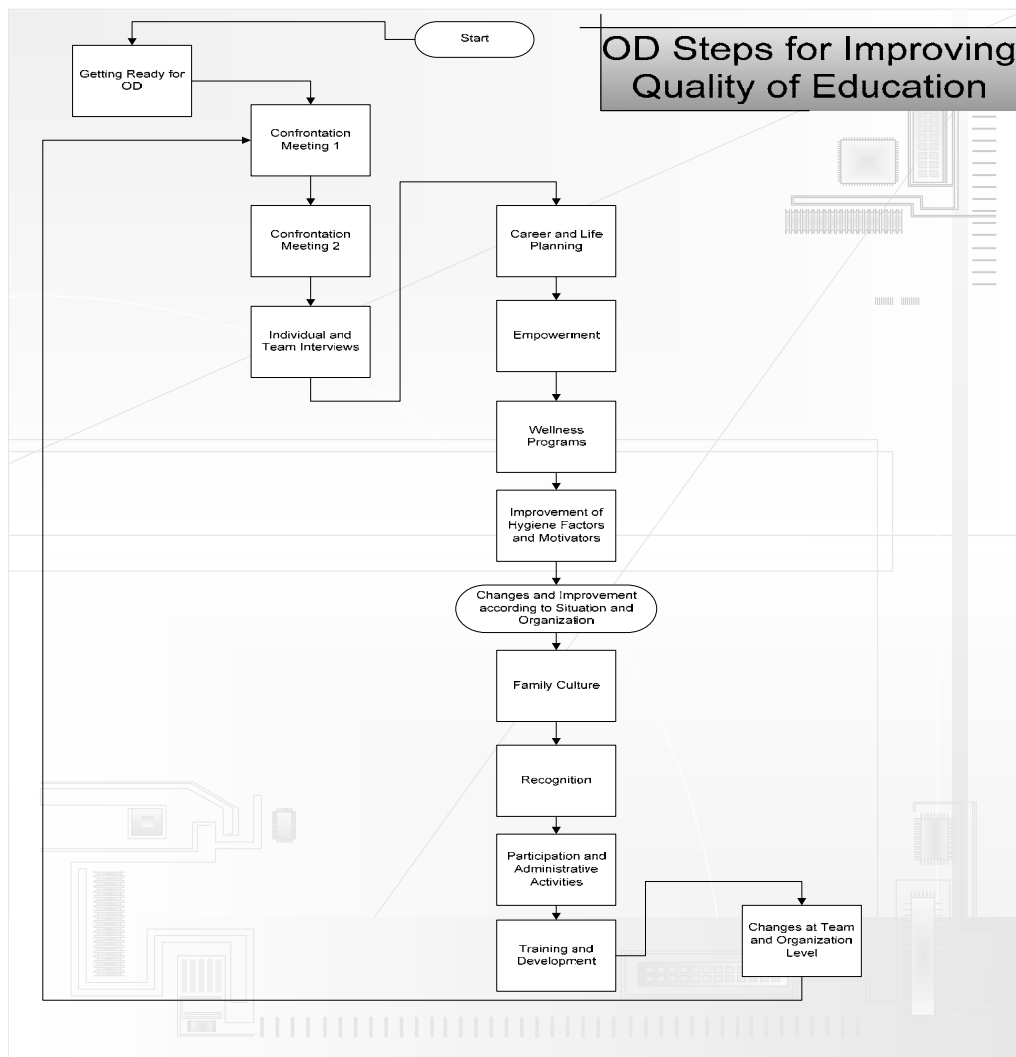 Start
OD Steps for Improving
Quality of Education
Getting Ready for
OD
Confrontation
Meeting 1
Confrontation
Meeting 2
Individual and
Team Interviews
Career and Life
Planning
Empowerment
Wellness
Programs
Improvement of
Hygiene Factors
and Motivators
Changes and Improvement
according to Situation and
Organization
Family Culture
Recognition
Participation and
Administrative
Activities
Training and
Development
Changes at Team
and Organization
Level